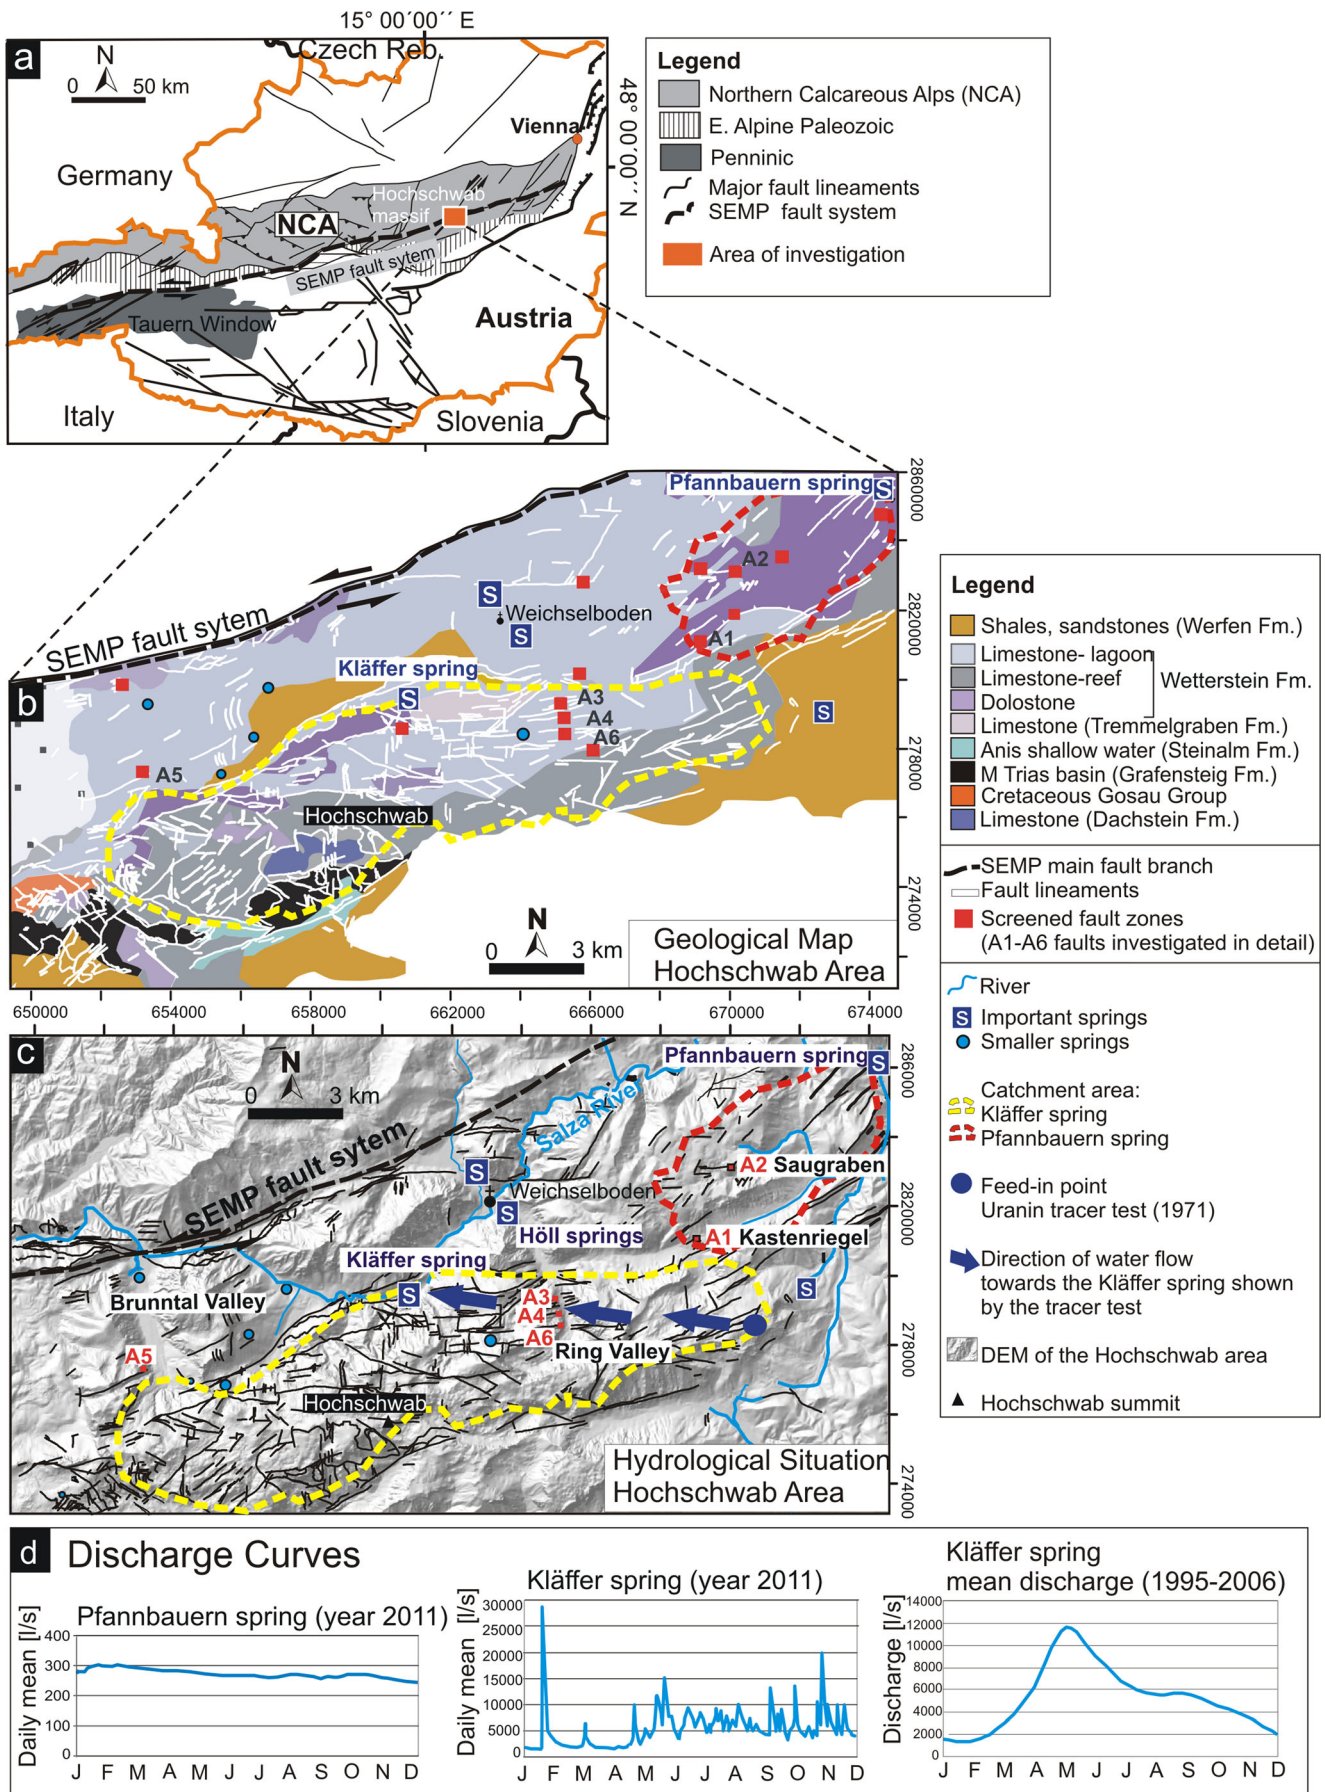 15° 00′00′′ E
a
N
0 50 km
Czech Reb.
48° 00′00′′ N
Vienna
Germany
Hochschwab
massif
NCA
SEMP fault sytem
Tauern Window
Austria
Italy
Slovenia
Legend
Northern Calcareous Alps (NCA)
E. Alpine Paleozoic
Penninic
Major fault lineaments
SEMP fault system
Area of investigation
b
Pfannbauern spring
S
A2
S
Weichselboden
S
A1
SEMP fault sytem
Kläffer spring
S
A3
A4
A6
S
A5
Hochschwab
N
0 3 km
Geological Map
Hochschwab Area
2860000
2820000
278000
274000
650000 654000 658000 662000 666000 670000 674000
Legend
Shales, sandstones (Werfen Fm.)
Limestone- lagoon
Limestone-reef
Wetterstein Fm.
Dolostone
Limestone (Tremmelgraben Fm.)
Anis shallow water (Steinalm Fm.)
M Trias basin (Grafensteig Fm.)
Cretaceous Gosau Group
Limestone (Dachstein Fm.)
SEMP main fault branch
Fault lineaments
Screened fault zones
(A1-A6 faults investigated in detail)
River
S Important springs
Smaller springs
Catchment area:
Kläffer spring
Pfannbauern spring
Feed-in point
Uranin tracer test (1971)
Direction of water flow
towards the Kläffer spring shown
by the tracer test
DEM of the Hochschwab area
Hochschwab summit
c
N
0 3 km
Pfannbauern spring
S
Salza River
SEMP fault sytem
A2 Saugraben
S
Weichselboden
S
Höll springs
A1 Kastenriegel
Kläffer spring
S
S
Brunntal Valley
A3
A4
A6
Ring Valley
A5
Hochschwab
Hydrological Situation
Hochschwab Area
286000
2820000
278000
274000
d Discharge Curves
Pfannbauern spring (year 2011)
Daily mean [l/s]
400
300
200
100
0
J F M A M J J A S O N D
Kläffer spring (year 2011)
Daily mean [l/s]
30000
25000
20000
15000
10000
5000
0
J F M A M J J A S O N D
Kläffer spring
mean discharge (1995-2006)
Discharge [l/s]
14000
12000
10000
8000
6000
4000
2000
0
J F M A M J J A S O N D